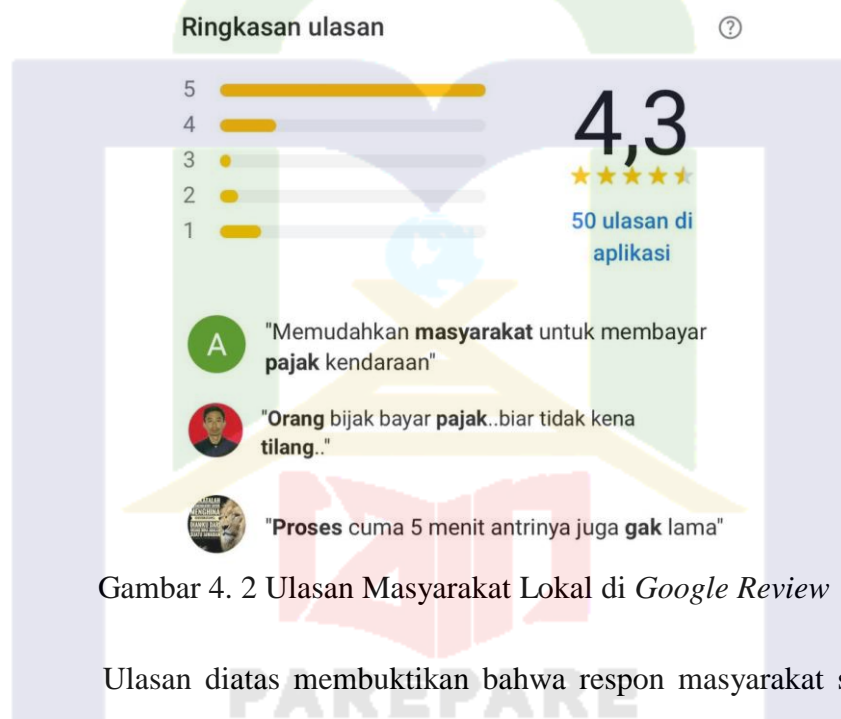 Ringkasan ulasan
5
4
3
2
1
4,3
50 ulasan di
aplikasi
A
"Memudahkan masyarakat untuk membayar
pajak kendaraan"
"Orang bijak bayar pajak..biar tidak kena
tilang.."
"Proses cuma 5 menit antrinya juga gak lama"
Gambar 4. 2 Ulasan Masyarakat Lokal di Google Review
Ulasan diatas membuktikan bahwa respon masyarakat s
PAREPARE